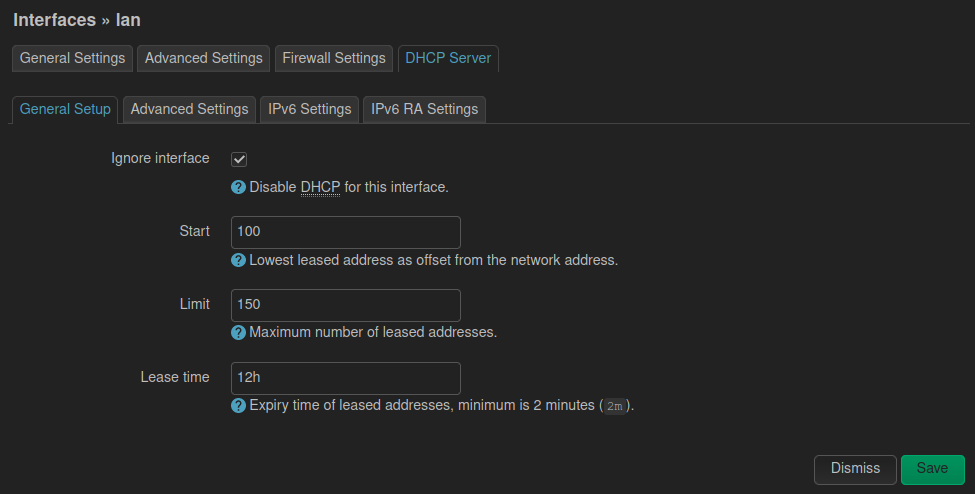 Interfaces » lan
General Settings Advanced Settings Firewall Settings DHCP Server
General Setup Advanced Settings IPv6 Settings IPv6 RA Settings
Ignore interface
? Disable DHCP for this interface.
Start 100
? Lowest leased address as offset from the network address.
Limit 150
? Maximum number of leased addresses.
Lease time 12h
? Expiry time of leased addresses, minimum is 2 minutes ( 2m ).
Dismiss Save